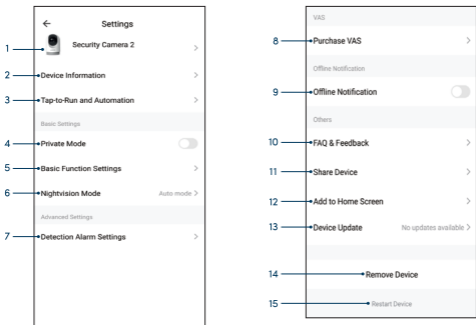 Settings
1 Security Camera 2
2 Device Information
3 Tap-to-Run and Automation
Basic Settings
4 Private Mode
5 Basic Function Settings
6 Nightvision Mode Auto mode
Advanced Settings
7 Detection Alarm Settings
VAS
8 Purchase VAS
Offline Notification
9 Offline Notification
Others
10 FAQ & Feedback
11 Share Device
12 Add to Home Screen
13 Device Update No updates available
14 Remove Device
15 Restart Device